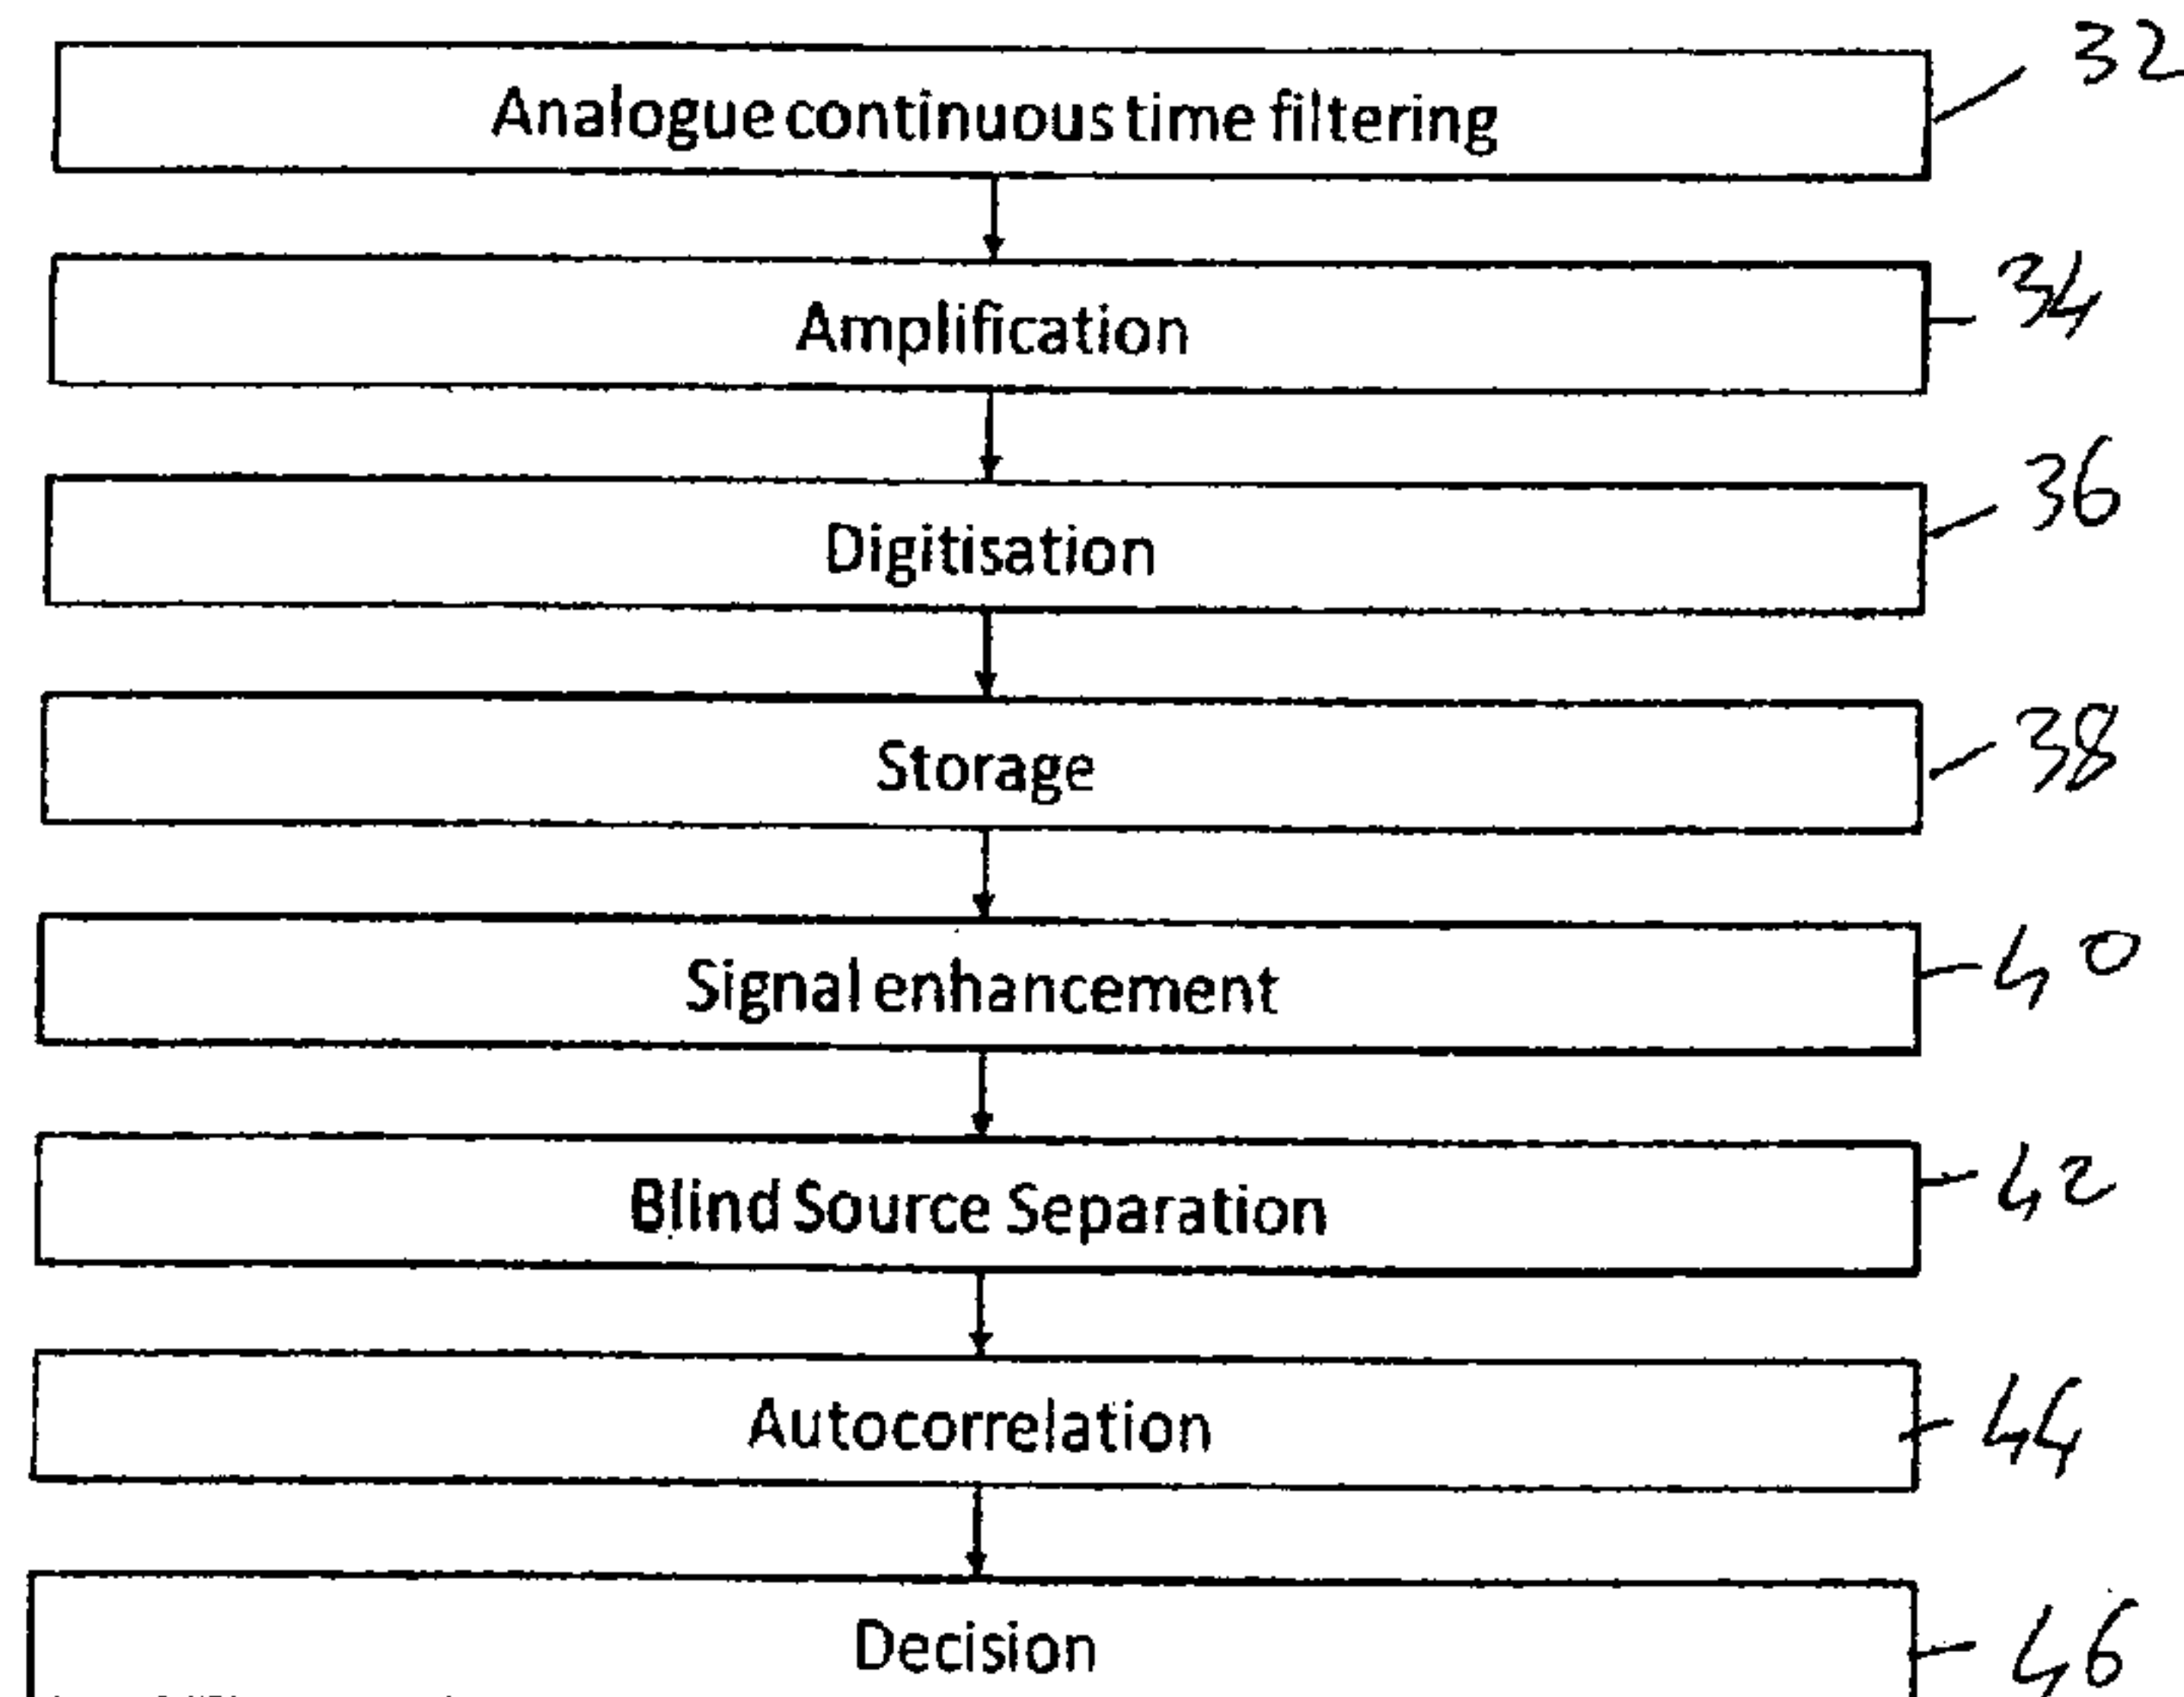 Analogue continuous time filtering 32
Amplification 34
Digitisation 36
Storage 38
Signal enhancement 40
Blind Source Separation 42
Autocorrelation 44
Decision 46